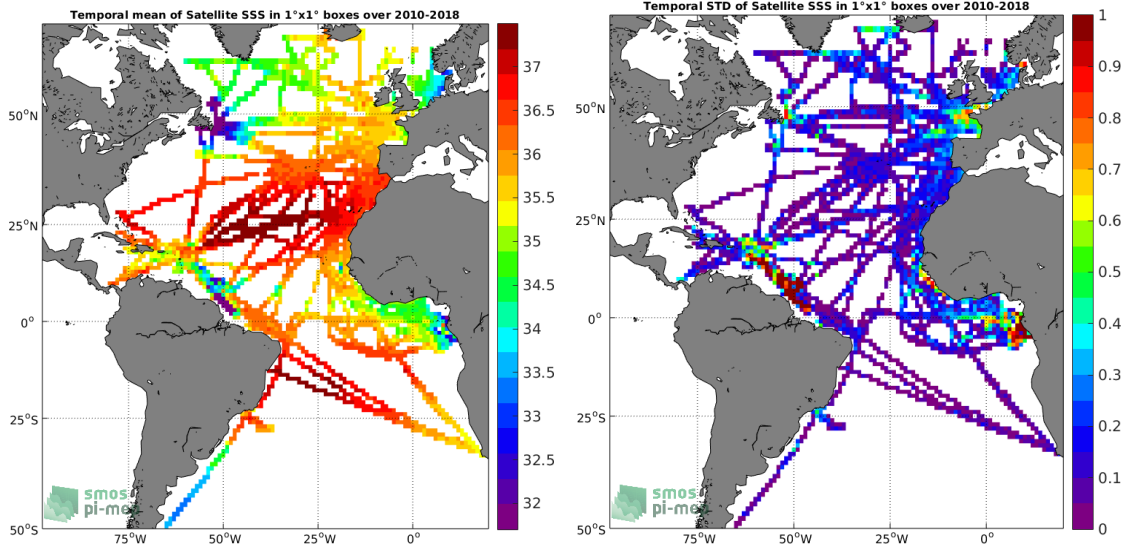 Temporal mean of Satellite SSS in 1°x1° boxes over 2010-2018
50°N
25°N
0°
25°S
50°S
75°W
50°W
25°W
0°
37
36.5
36
35.5
35
34.5
34
33.5
33
32.5
32
smos
pi-mep
Temporal STD of Satellite SSS in 1°x1° boxes over 2010-2018
50°N
25°N
0°
25°S
50°S
75°W
50°W
25°W
0°
1
0.9
0.8
0.7
0.6
0.5
0.4
0.3
0.2
0.1
0
smos
pi-mep